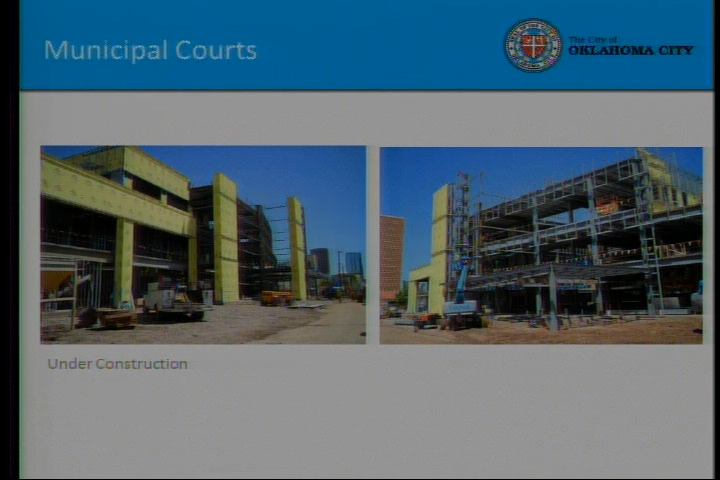 Municipal Courts
The City of
OKLAHOMA CITY
Under Construction